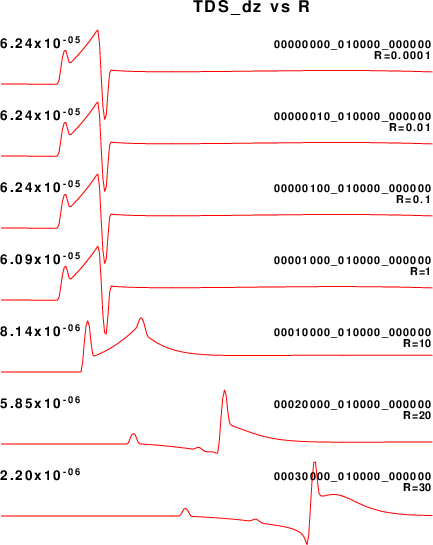 TDS_dz vs R
6.24x10-05 00000000_010000_000000
R=0.0001
6.24x10-05 00000010_010000_000000
R=0.01
6.24x10-05 00000100_010000_000000
R=0.1
6.09x10-05 00001000_010000_000000
R=1
8.14x10-06 00010000_010000_000000
R=10
5.85x10-06 00020000_010000_000000
R=20
2.20x10-06 00030000_010000_000000
R=30